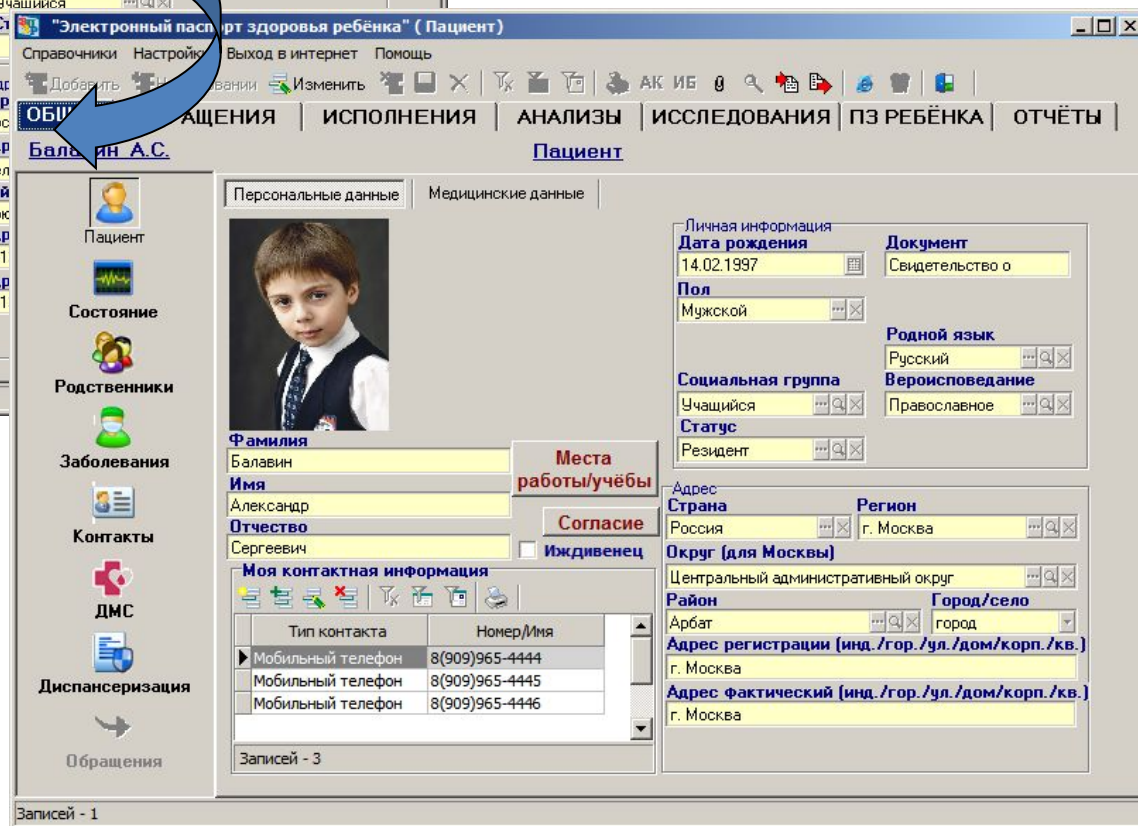 Учащийся
"Электронный паспорт здоровья ребёнка" ( Пациент)
Справочники Настройки Выход в интернет Помощь
Добавить Изменить АК ИБ
ИСПОЛНЕНИЯ АНАЛИЗЫ ИССЛЕДОВАНИЯ ПЗ РЕБЁНКА ОТЧЁТЫ
Балавин А.С. Пациент
Пациент
Состояние
Родственники
Заболевания
Контакты
ДМС
Диспансеризация
Обращения
Персональные данные Медицинские данные
Фамилия
Балавин
Имя
Александр
Отчество
Сергеевич
Места
работы/учёбы
Согласие
Иждивенец
Моя контактная информация
Тип контакта Номер/Имя
Мобильный телефон 8(909)965-4444
Мобильный телефон 8(909)965-4445
Мобильный телефон 8(909)965-4446
Записей - 3
Личная информация
Дата рождения Документ
14.02.1997 Свидетельство о
Пол
Мужской
Родной язык
Русский
Социальная группа Вероисповедание
Учащийся Православное
Статус
Резидент
Адрес
Страна Регион
Россия г. Москва
Округ (для Москвы)
Центральный административный округ
Район Город/село
Арбат город
Адрес регистрации (инд./гор./ул./дом/корп./кв.)
г. Москва
Адрес фактический (инд./гор./ул./дом/корп./кв.)
г. Москва
Записей - 1